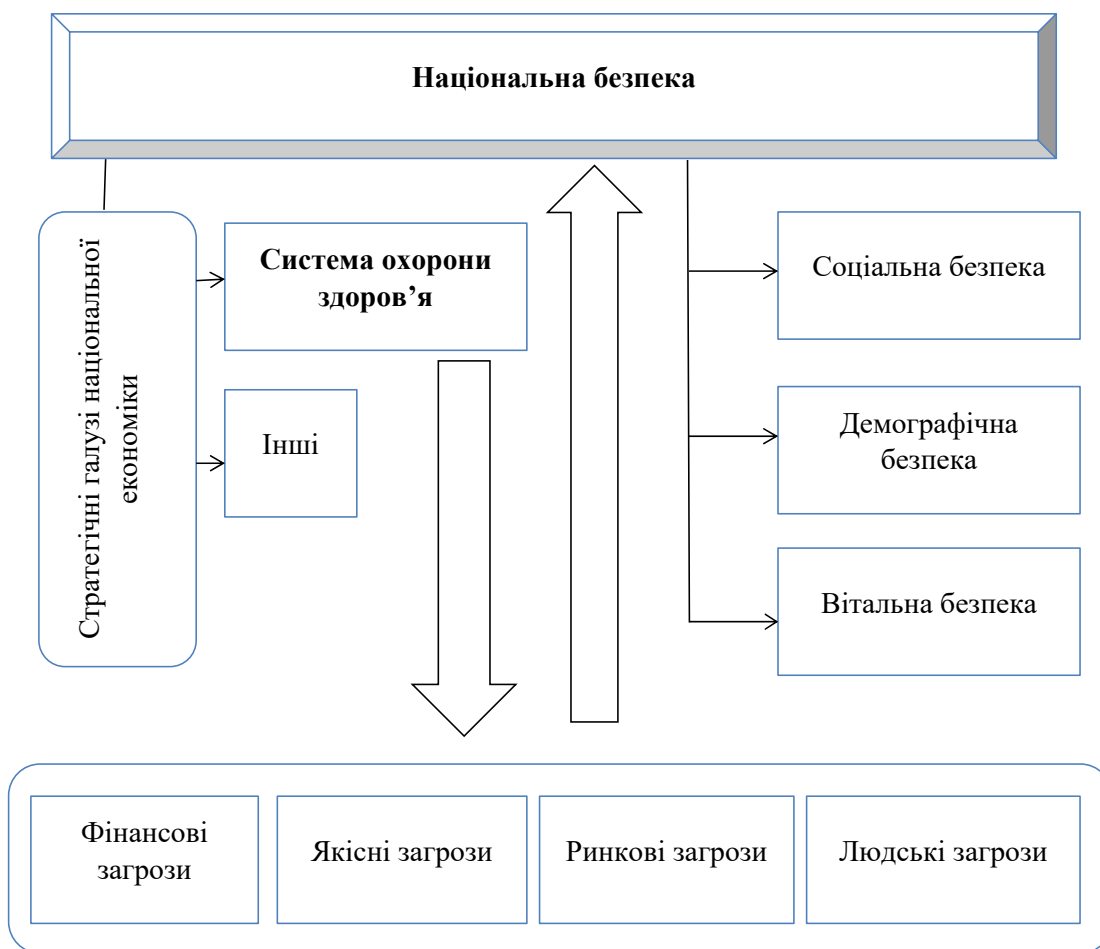 Національна безпека
Стратегічні галузі національної
економіки
Система охорони
здоров’я
Інші
Соціальна безпека
Демографічна
безпека
Вітальна безпека
Фінансові
загрози
Якісні загрози
Ринкові загрози
Людські загрози